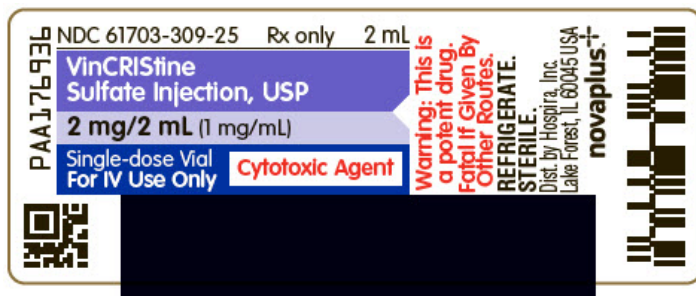 PAA176936
NDC 61703-309-25 Rx only 2 mL
VinCRIStine
Sulfate Injection, USP
2 mg/2 mL (1 mg/mL)
Single-dose Vial
For IV Use Only
Cytotoxic Agent
Warning: This is
a potent drug.
Fatal If Given By
Other Routes.
REFRIGERATE.
STERILE.
Dist. by Hospira, Inc.
Lake Forest, IL 60045 USA
novaplus.+